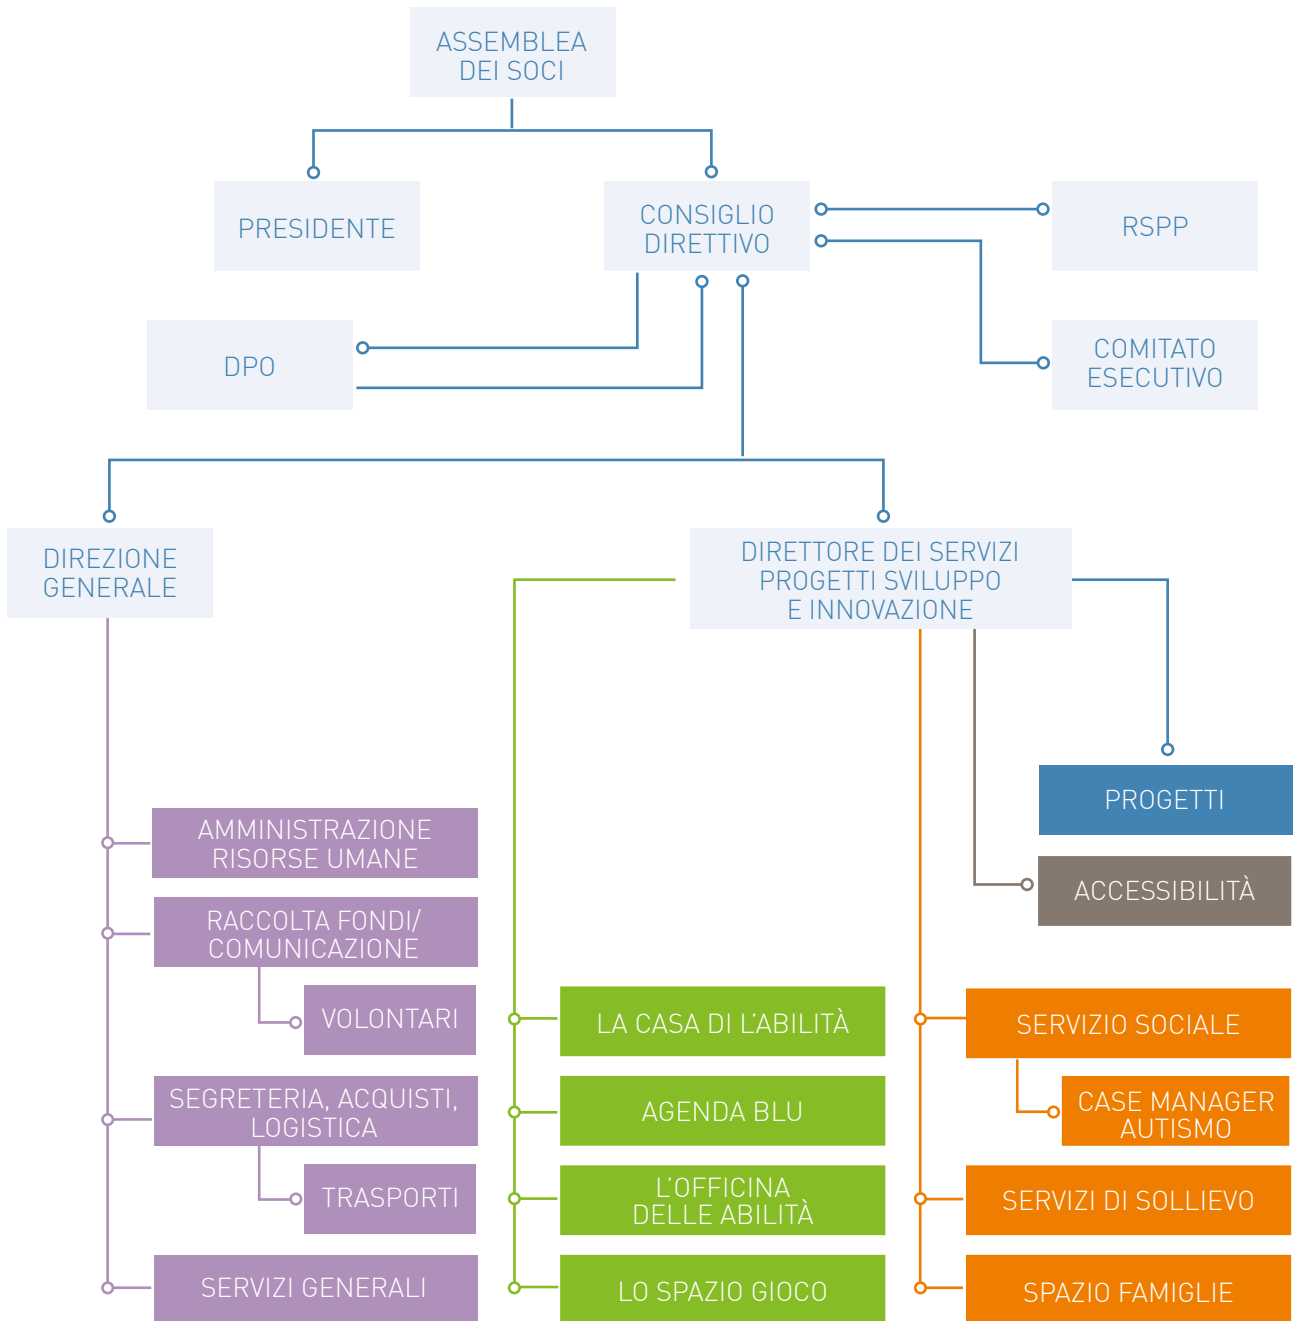 ASSEMBLEA
DEI SOCI
PRESIDENTE
CONSIGLIO
DIRETTIVO
RSPP
DPO
COMITATO
ESECUTIVO
DIREZIONE
GENERALE
DIRETTORE DEI SERVIZI
PROGETTI SVILUPPO
E INNOVAZIONE
PROGETTI
ACCESSIBILITÀ
AMMINISTRAZIONE
RISORSE UMANE
RACCOLTA FONDI/
COMUNICAZIONE
VOLONTARI
SEGRETERIA, ACQUISTI,
LOGISTICA
TRASPORTI
SERVIZI GENERALI
LA CASA DI L'ABILITÀ
AGENDA BLU
L'OFFICINA
DELLE ABILITÀ
LO SPAZIO GIOCO
SERVIZIO SOCIALE
CASE MANAGER
AUTISMO
SERVIZI DI SOLLIEVO
SPAZIO FAMIGLIE